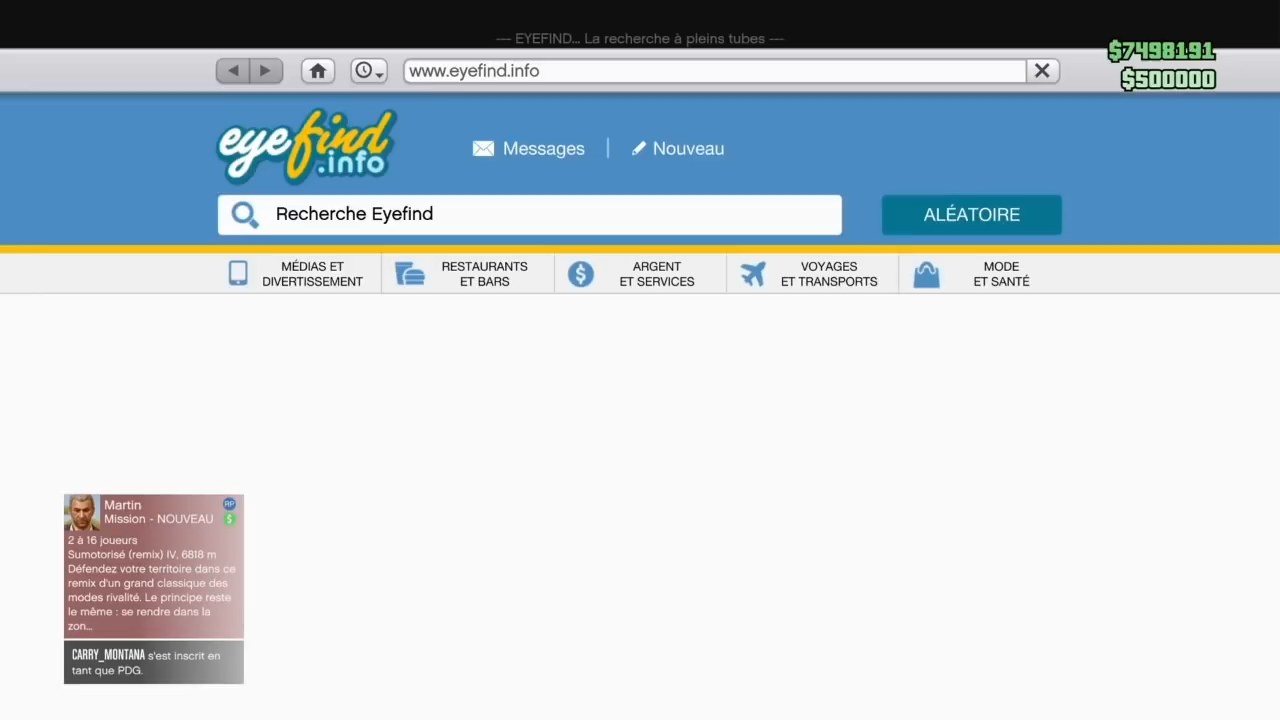 --- EYEFIND... La recherche à pleins tubes ---
$7498191
www.eyefind.info
$500000
eyefind.info
Messages | Nouveau
Recherche Eyefind
ALÉATOIRE
MÉDIAS ET
DIVERTISSEMENT
RESTAURANTS
ET BARS
ARGENT
ET SERVICES
VOYAGES
ET TRANSPORTS
MODE
ET SANTÉ
Martin
RP
Mission - NOUVEAU
$
2 à 16 joueurs
Sumotorisé (remix) IV, 6818 m
Défendez votre territoire dans ce
remix d'un grand classique des
modes rivalité. Le principe reste
le même : se rendre dans la
zon...
CARRY_MONTANA s'est inscrit en
tant que PDG.